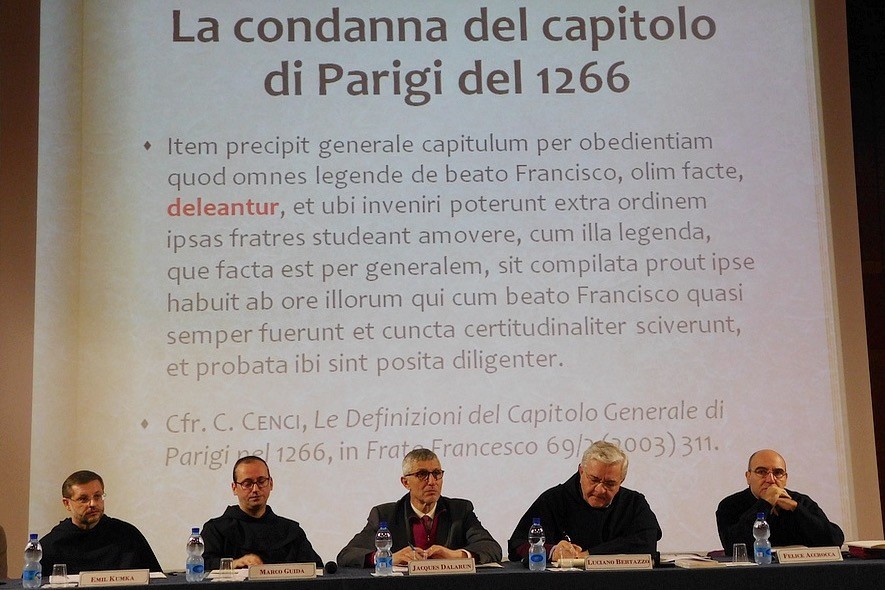 La condanna del capitolo
di Parigi del 1266
Item precipit generale capitulum per obedientiam
quod omnes legende de beato Francisco, olim facte,
deleantur, et ubi inveniri poterunt extra ordinem
ipsas fratres studeant amovere, cum illa legenda,
que facta est per generalem, sit compilata prout ipse
habuit ab ore illorum qui cum beato Francisco quasi
semper fuerunt et cuncta certitudinaliter sciverunt,
et probata ibi sint posita diligenter.
Cfr. C. CENCI, Le Definizioni del Capitolo Generale di
Parigi nel 1266, in Frate Francesco 69/2 (2003) 311.
EMIL KUMKA
MARCO GUIDA
JACQUES DALARUN
LUCIANO BERTAZZO
FELICE ACCROCCA